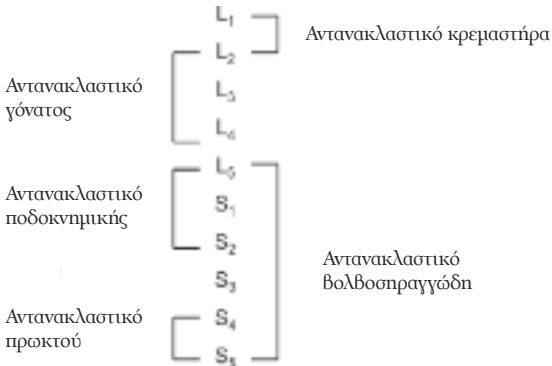 L₁
Αντανακλαστικό κρεμαστήρα
L₂
Αντανακλαστικό
γόνατος
L₃
L₄
L₅
Αντανακλαστικό
ποδοκνημικής
S₁
S₂
Αντανακλαστικό
βολβοσηραγγώδη
S₃
Αντανακλαστικό
πρωκτού
S₄
S₅